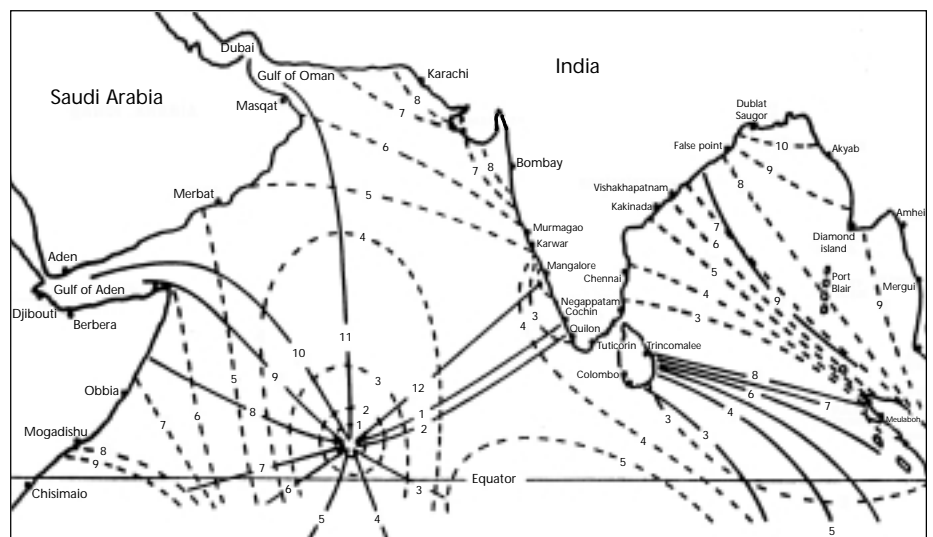 Dubai
Gulf of Oman
Karachi
India
Saudi Arabia
Masqat
8
7
Dublat
Saugor
False point
10
Akyab
6
7
8
Bombay
9
8
5
Merbat
Vishakhapatnam
Kakinada
4
Murmagao
Karwar
7
6
Diamond
island
Amhei
Aden
Mangalore
Chennai
5
Port
Blair
Gulf of Aden
4
9
9
Mergui
Djibouti
Berbera
3
4
Negappatam
Cochin
Quilon
3
11
10
Tuticorin
Trincomalee
5
9
3
12
Colombo
8
6
7
Obbia
6
8
2
1
1
2
4
3
3
Meulaboh
7
Mogadishu
8
9
4
5
7
6
3
Equator
Chisimaio
5
4
5